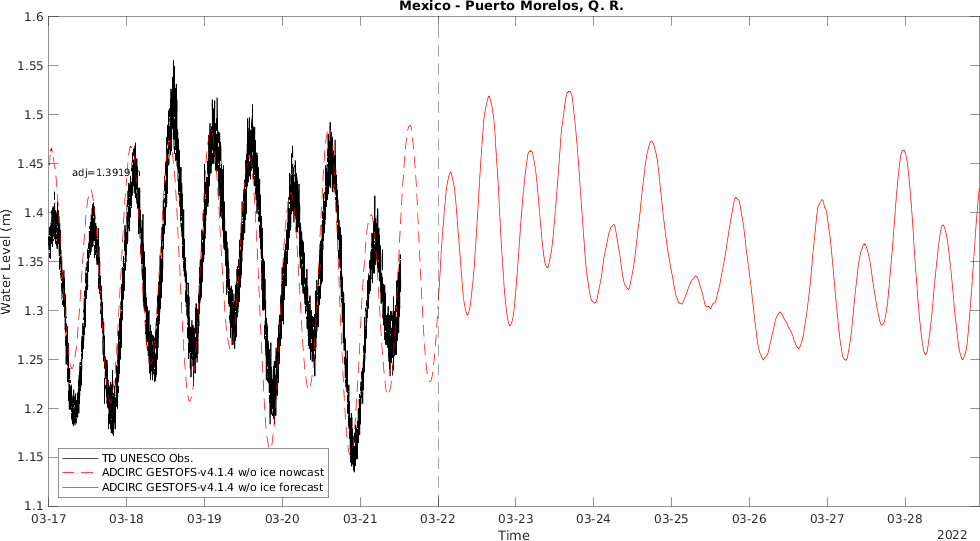 Mexico - Puerto Morelos, Q. R.
1.6
1.55
1.5
1.45
1.4
1.35
1.3
1.25
1.2
1.15
1.1
Water Level (m)
adj=1.3919
TD UNESCO Obs.
ADCIRC GESTOFS-v4.1.4 w/o ice nowcast
ADCIRC GESTOFS-v4.1.4 w/o ice forecast
03-17 03-18 03-19 03-20 03-21 03-22 03-23 03-24 03-25 03-26 03-27 03-28
Time
2022